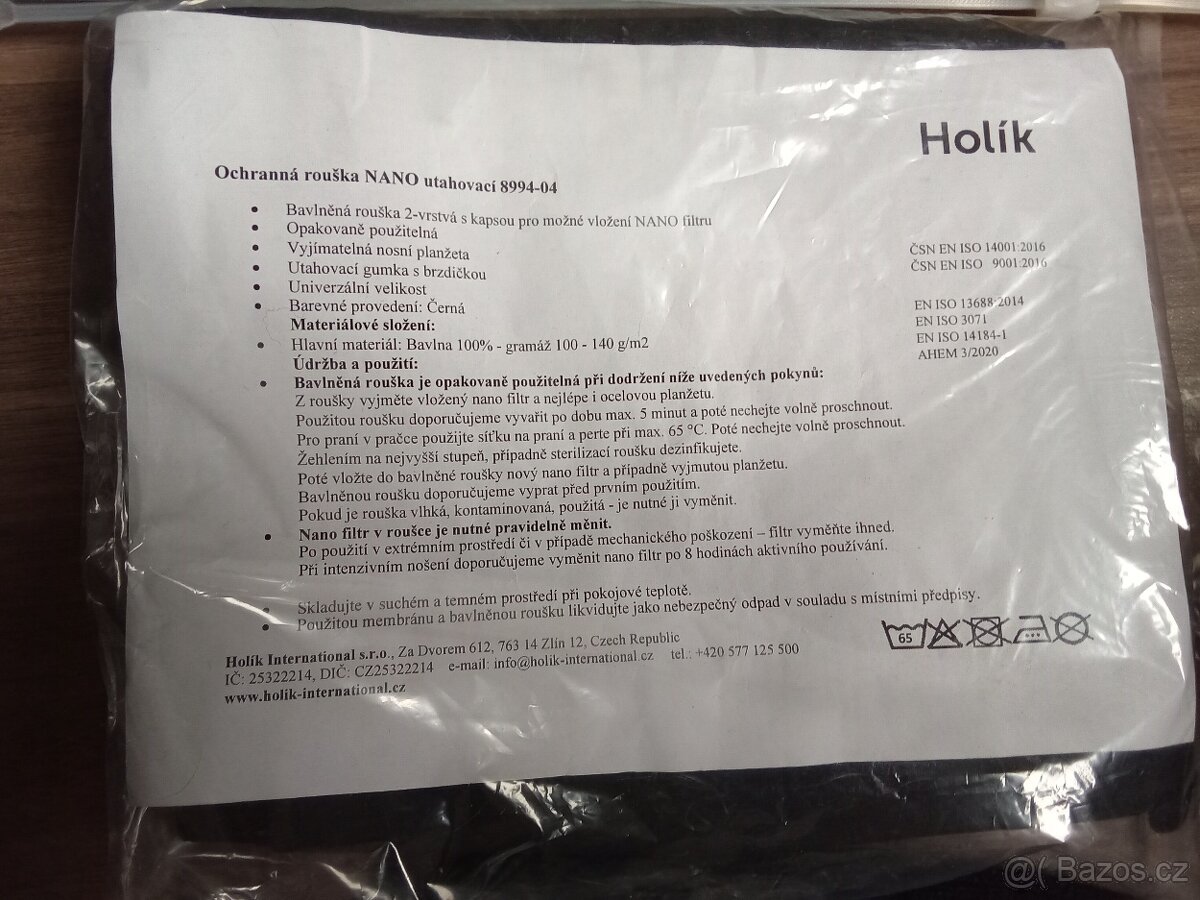 Holík
Ochranná rouška NANO utahovací 8994-04
• Bavlněná rouška 2-vrstvá s kapsou pro možné vložení NANO filtru
• Opakovaně použitelná
• Vyjímatelná nosní planžeta
• Utahovací gumka s brzdičkou
• Univerzální velikost
• Barevné provedení: Černá
Materiálové složení:
• Hlavní materiál: Bavlna 100% - gramáž 100 - 140 g/m2
Údržba a použití:
• Bavlněná rouška je opakovaně použitelná při dodržení níže uvedených pokynů:
Z roušky vyjměte vložený nano filtr a nejlépe i ocelovou planžetu.
Použitou roušku doporučujeme vyvařit po dobu max. 5 minut a poté nechejte volně proschnout.
Pro praní v pračce použijte síťku na praní a perte při max. 65 °C. Poté nechejte volně proschnout.
Žehlením na nejvyšší stupeň, případně sterilizací roušku dezinfikujete.
Poté vložte do bavlněné roušky nový nano filtr a případně vyjmutou planžetu.
Bavlněnou roušku doporučujeme vyprat před prvním použitím.
Pokud je rouška vlhká, kontaminovaná, použitá - je nutné ji vyměnit.
• Nano filtr v roušce je nutné pravidelně měnit.
Po použití v extrémním prostředí či v případě mechanického poškození – filtr vyměňte ihned.
Při intenzivním nošení doporučujeme vyměnit nano filtr po 8 hodinách aktivního používání.
• Skladujte v suchém a temném prostředí při pokojové teplotě.
• Použitou membránu a bavlněnou roušku likvidujte jako nebezpečný odpad v souladu s místními předpisy.
ČSN EN ISO 14001:2016
ČSN EN ISO 9001:2016
EN ISO 13688:2014
EN ISO 3071
EN ISO 14184-1
AHEM 3/2020
65
Holík International s.r.o., Za Dvorem 612, 763 14 Zlín 12, Czech Republic
IČ: 25322214, DIČ: CZ25322214 e-mail: info@holik-international.cz tel.: +420 577 125 500
www.holík-international.cz
@( Bazos.cz